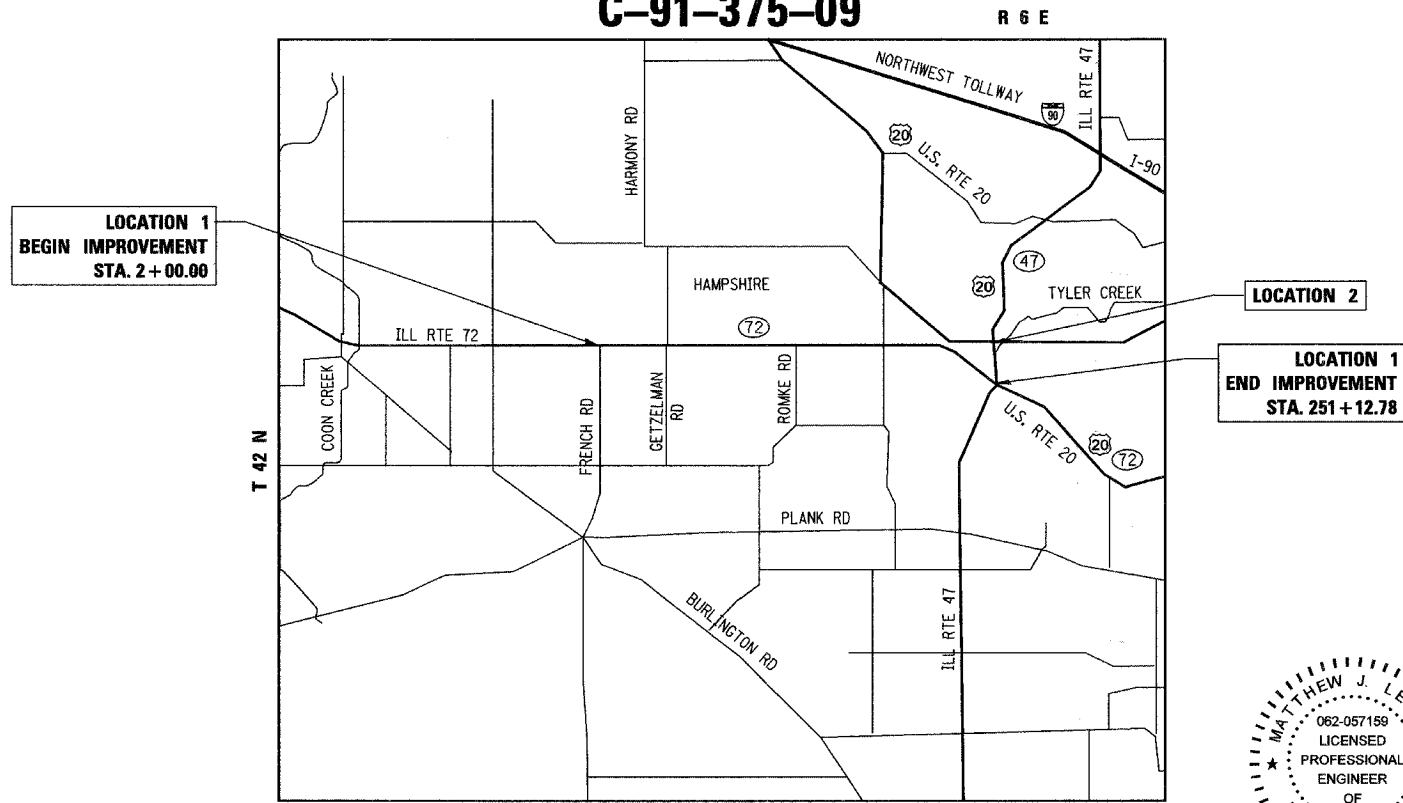 C-91-375-09
R 6 E
NORTHWEST TOLLWAY
90
ILL RTE 47
I-90
20
U.S. RTE 20
HARMONY RD
LOCATION 1
BEGIN IMPROVEMENT
STA. 2+00.00
47
20
HAMPSHIRE
TYLER CREEK
LOCATION 2
72
ILL RTE 72
LOCATION 1
END IMPROVEMENT
STA. 251+12.78
COON CREEK
FRENCH RD
GETZELMAN
RD
ROMKE RD
U.S. RTE 20
20
72
T 42 N
PLANK RD
BURLINGTON RD
ILL RTE 47
MATTHEW J.
062-057159
LICENSED
PROFESSIONAL
ENGINEER
OF